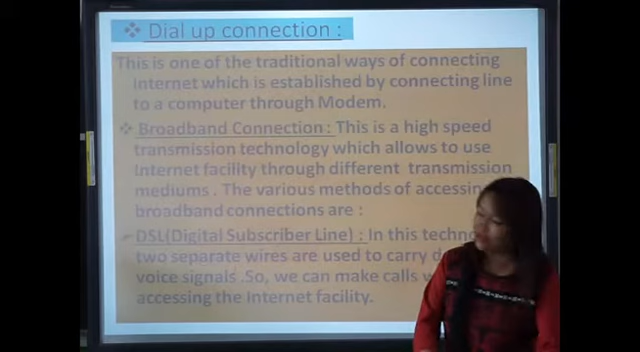 Dial up connection :
This is one of the traditional ways of connecting
Internet which is established by connecting line
to a computer through Modem.
Broadband Connection : This is a high speed
transmission technology which allows to use
Internet facility through different transmission
mediums . The various methods of accessin
broadband connections are :
DSL(Digital Subscriber Line) : In this techn
two separate wires are used to carry
voice signals .So, we can make calls
accessing the Internet facility.